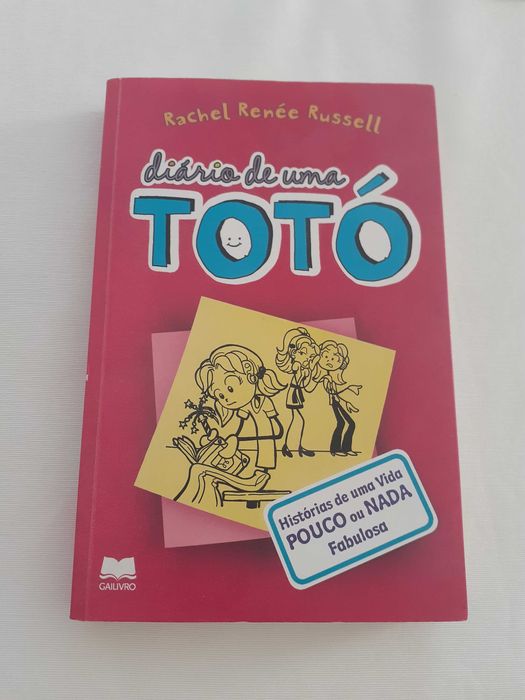 Rachel Renée Russell
diário de uma
TOTÓ
Histórias de uma Vida
POUCO ou NADA
Fabulosa
GAILIVRO